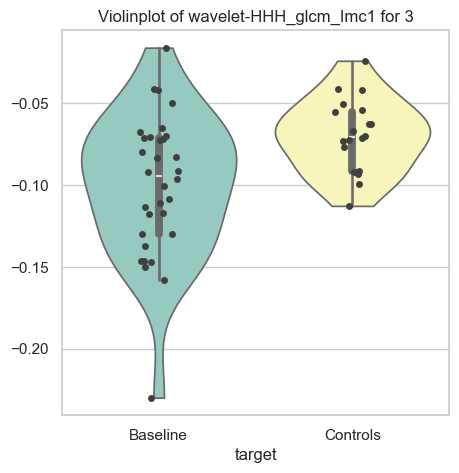 Violinplot of wavelet-HHH_glcm_Imc1 for 3
−0.05
−0.10
−0.15
−0.20
Baseline
Controls
target